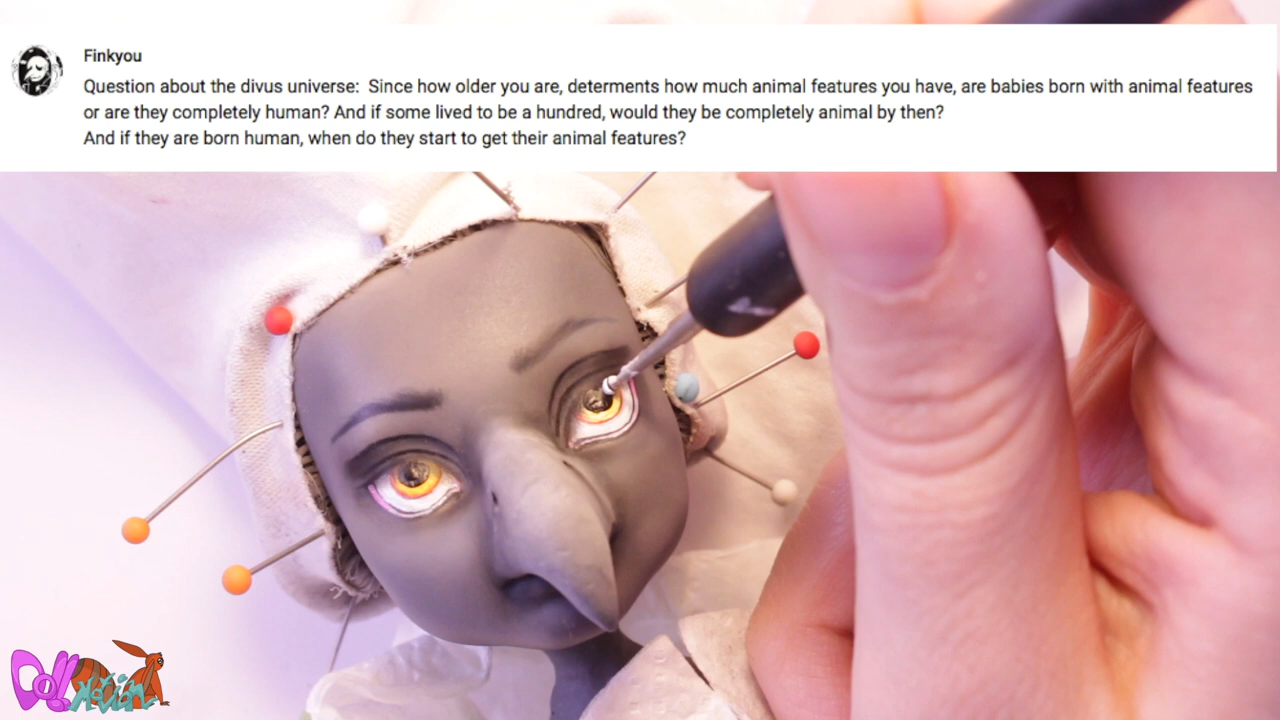 Finkyou
Question about the divus universe:  Since how older you are, determents how much animal features you have, are babies born with animal features
or are they completely human? And if some lived to be a hundred, would they be completely animal by then?
And if they are born human, when do they start to get their animal features?
Doll
Motion